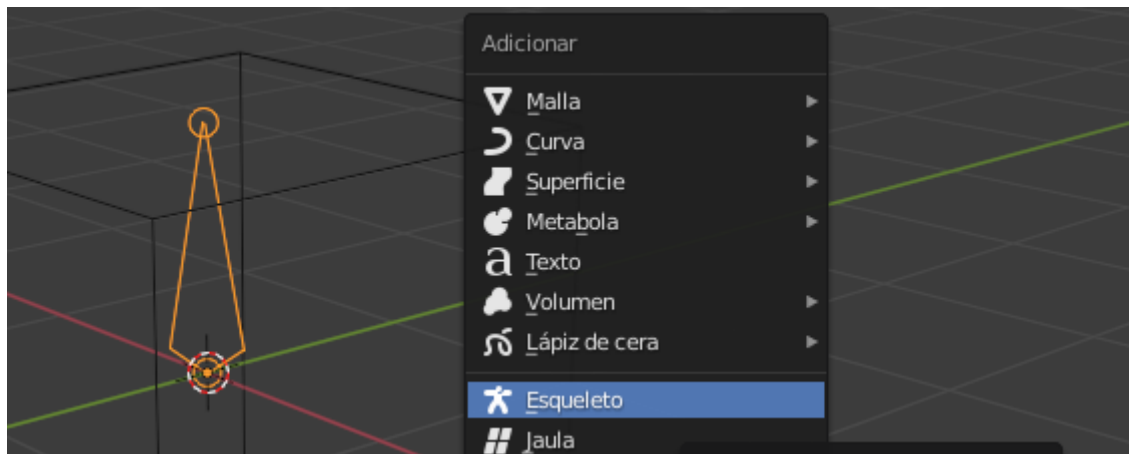 Adicionar
Malla
Curva
Superficie
Metabola
Texto
Volumen
Lápiz de cera
Esqueleto
Jaula